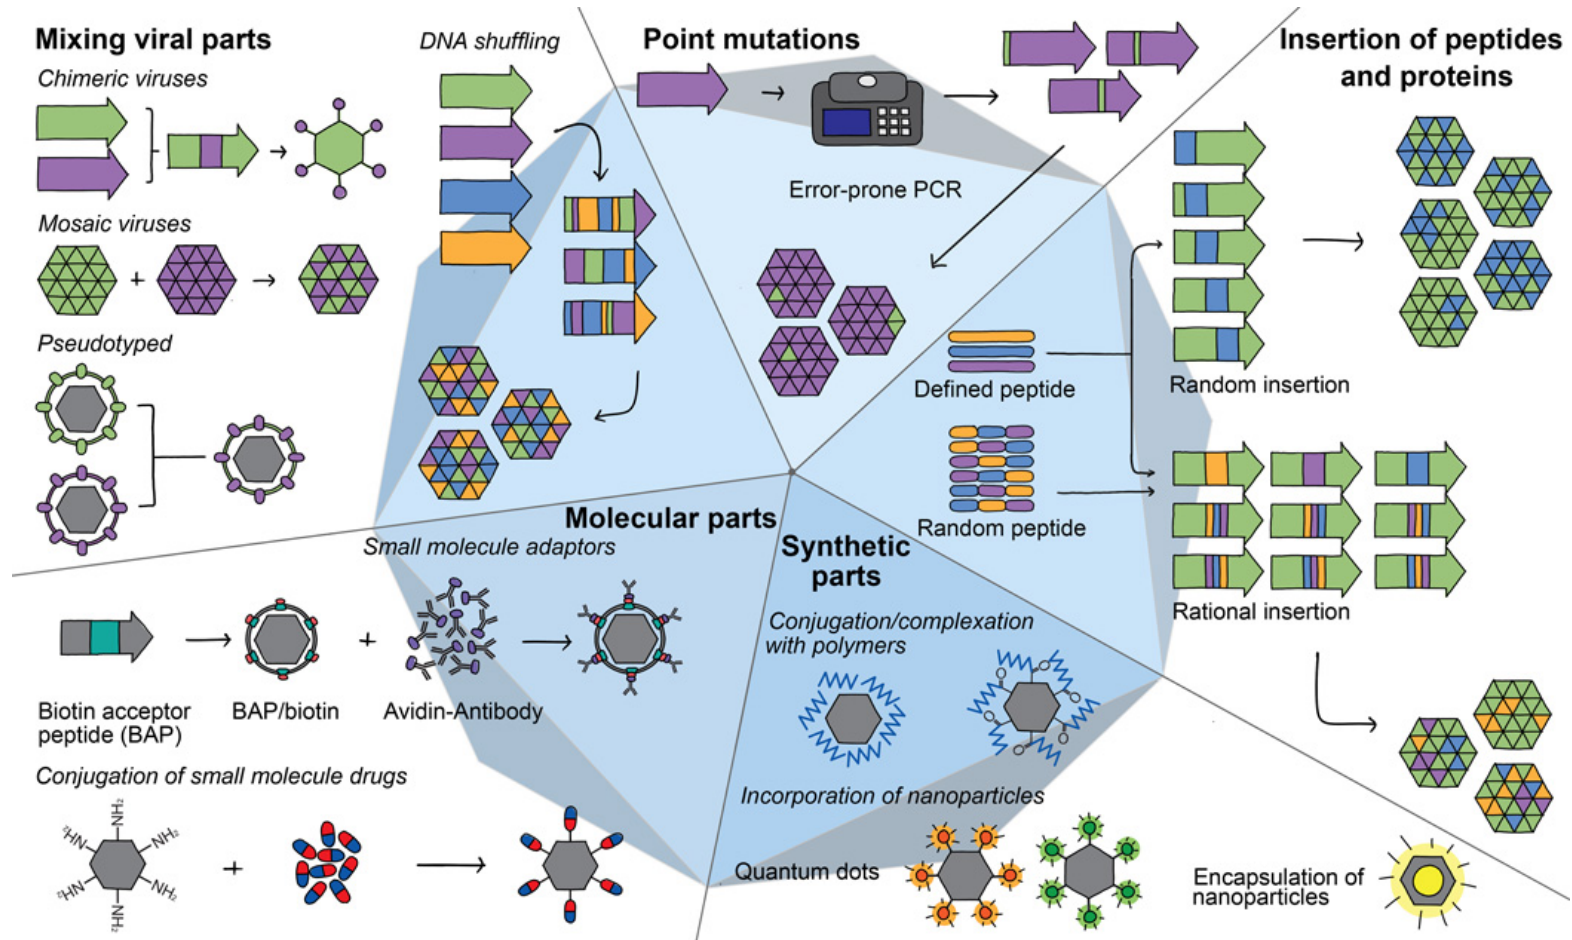 Mixing viral parts
Chimeric viruses
Mosaic viruses
+
Pseudotyped
DNA shuffling
Point mutations
Error-prone PCR
Insertion of peptides
and proteins
Defined peptide
Random peptide
Random insertion
Rational insertion
Molecular parts
Small molecule adaptors
+
Biotin acceptor
peptide (BAP)
BAP/biotin
Avidin-Antibody
Conjugation of small molecule drugs
NH₂
NH₂
NH₂
NH₂
NH₂
NH₂
+
Synthetic
parts
Conjugation/complexation
with polymers
Incorporation of nanoparticles
Quantum dots
Encapsulation of
nanoparticles